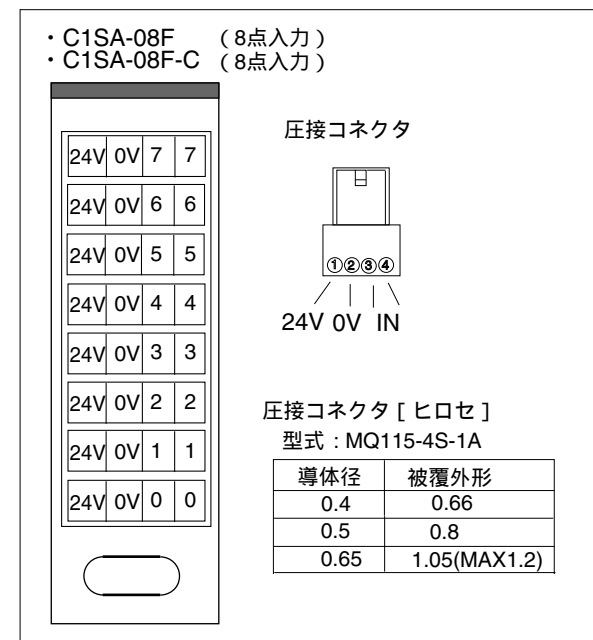 ・C1SA-08F （8点入力）
・C1SA-08F-C （8点入力）
24V 0V 7 7
24V 0V 6 6
24V 0V 5 5
24V 0V 4 4
24V 0V 3 3
24V 0V 2 2
24V 0V 1 1
24V 0V 0 0
圧接コネクタ
①②③④
24V 0V IN
圧接コネクタ [ ヒロセ ]
型式：MQ115-4S-1A
導体径 被覆外形
0.4 0.66
0.5 0.8
0.65 1.05(MAX1.2)